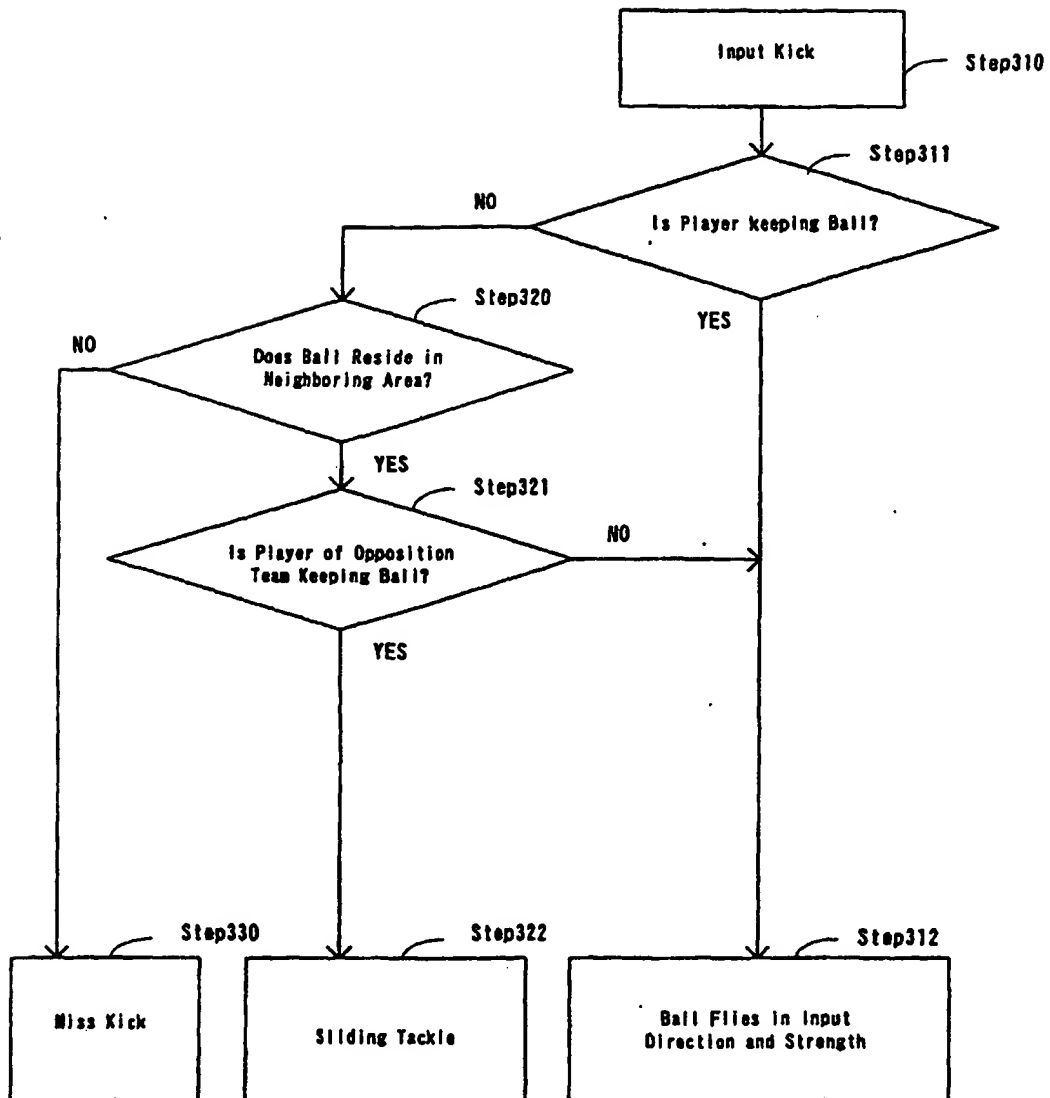 Input Kick
Step310
Step311
NO
Is Player keeping Ball?
Step320
YES
NO
Does Ball Reside in
Neighboring Area?
YES
Step321
NO
Is Player of Opposition
Team Keeping Ball?
YES
Step330
Step322
Step312
Miss Kick
Sliding Tackle
Ball Flies in Input
Direction and Strength